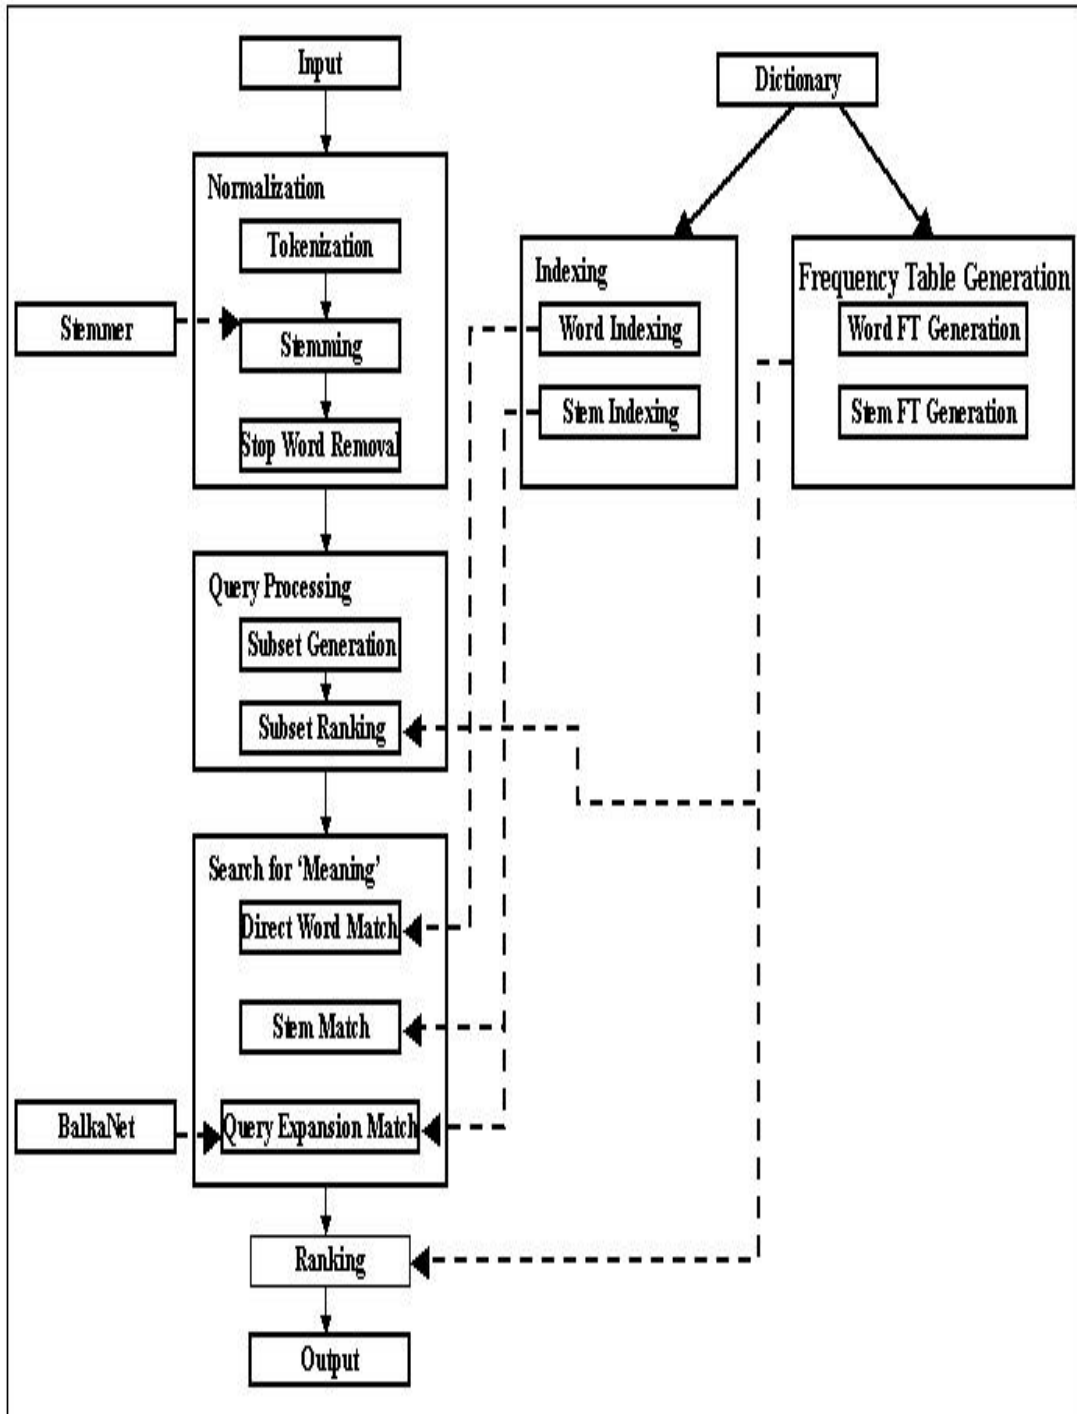 Input
Dictionary
Normalization
Tokenization
Stemmer
Stemming
Stop Word Removal
Indexing
Word Indexing
Stem Indexing
Frequency Table Generation
Word FT Generation
Stem FT Generation
Query Processing
Subset Generation
Subset Ranking
Search for ‘Meaning’
Direct Word Match
Stem Match
BalkaNet
Query Expansion Match
Ranking
Output